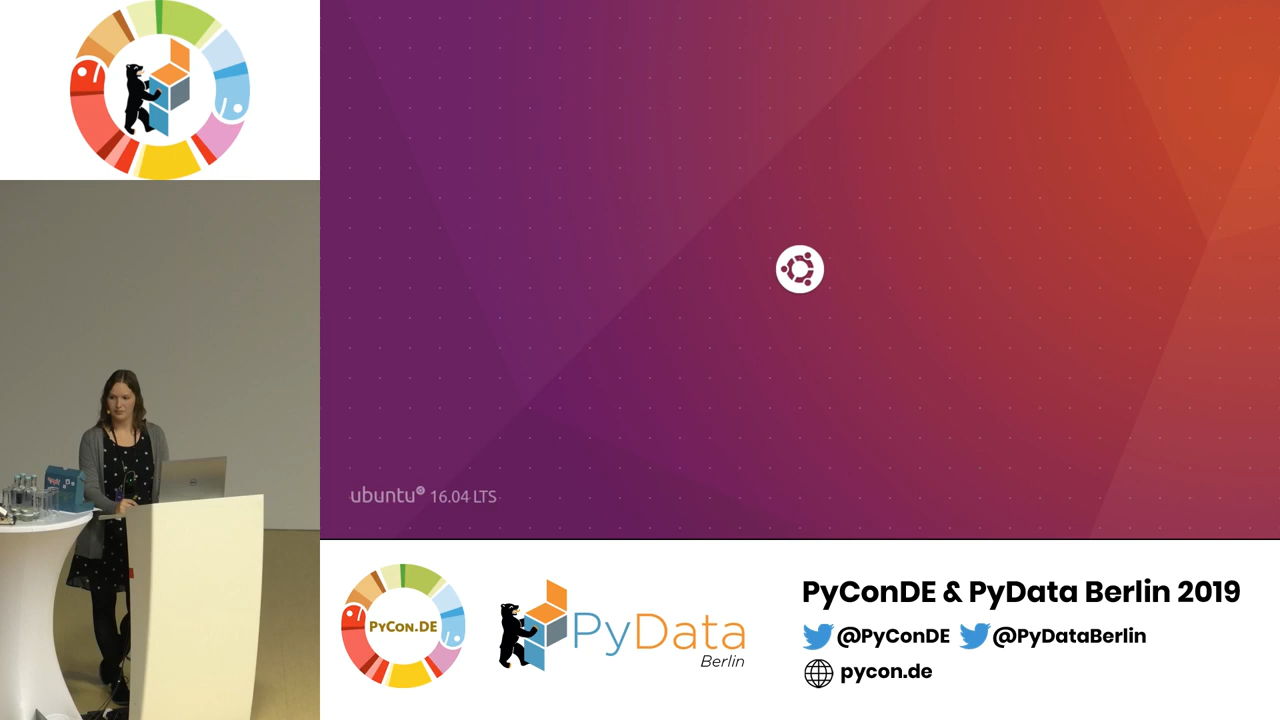 ubuntu® 16.04 LTS
PYCON.DE
PyData
Berlin
PyConDE & PyData Berlin 2019
@PyConDE @PyDataBerlin
pycon.de